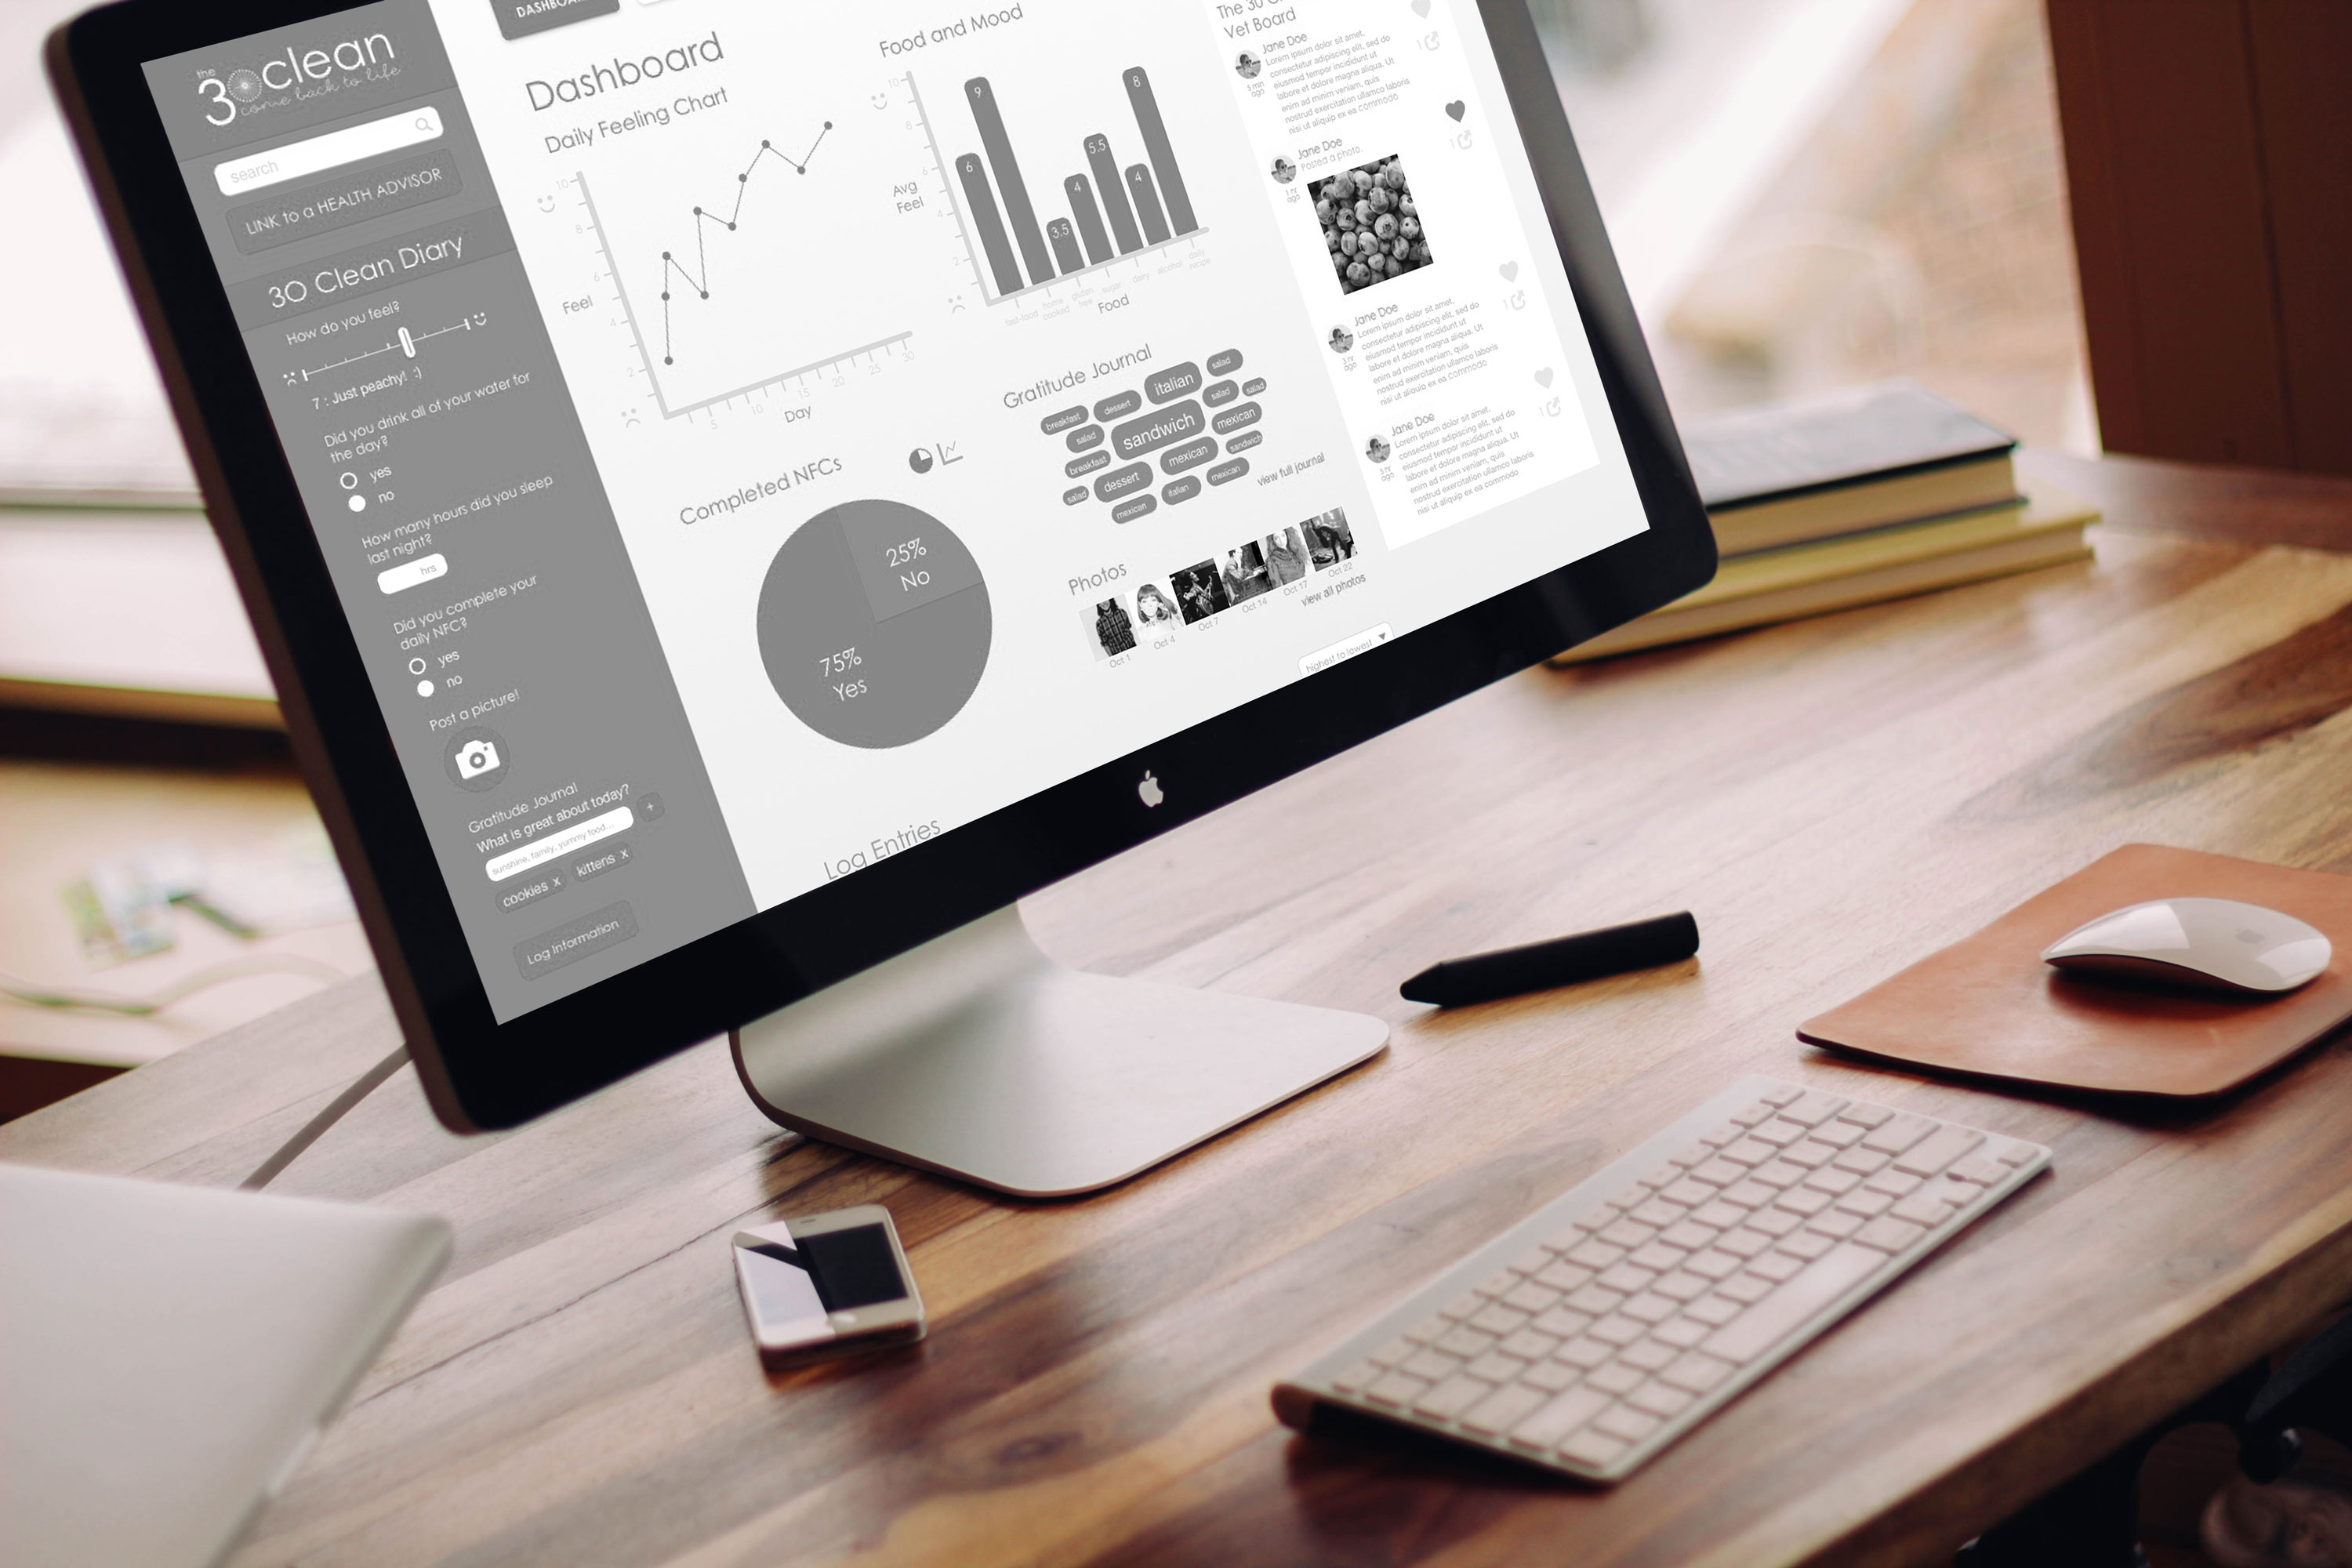 the
30clean
come back to life
search
LINK to a HEALTH ADVISOR
30 Clean Diary
How do you feel?
7 : Just peachy! :)
Did you drink all of your water for
the day?
yes
no
How many hours did you sleep
last night?
hrs
Did you complete your
daily NFC?
yes
no
Post a picture!
Gratitude Journal
What is great about today?
sunshine, family, yummy food...
+
cookies x
kittens x
Log Information
Dashboard
Daily Feeling Chart
10
8
6
Feel
4
2
5
10
15
20
25
30
Day
Food and Mood
10
8
6
Avg
Feel
4
2
6
9
3.5
4
5.5
4
8
fast-food
home
cooked
gluten
free
sugar
dairy
alcohol
daily
recipe
Food
Completed NFCs
25%
No
75%
Yes
Gratitude Journal
breakfast
dessert
italian
salad
salad
sandwich
salad
salad
breakfast
mexican
mexican
sandwich
salad
dessert
mexican
italian
mexican
view full journal
Photos
Oct 1
Oct 4
Oct 7
Oct 14
Oct 17
Oct 22
view all photos
highest to lowest
Log Entries
The 30
Vet Board
Jane Doe
5 min
ago
Lorem ipsum dolor sit amet,
consectetur adipiscing elit, sed do
eiusmod tempor incididunt ut
labore et dolore magna aliqua. Ut
enim ad minim veniam, quis
nostrud exercitation ullamco laboris
nisi ut aliquip ex ea commodo
1
Jane Doe
Posted a photo.
ago
1
Jane Doe
ago
Lorem ipsum dolor sit amet,
consectetur adipiscing elit, sed do
eiusmod tempor incididunt ut
labore et dolore magna aliqua. Ut
enim ad minim veniam, quis
nostrud exercitation ullamco laboris
nisi ut aliquip ex ea commodo
1
Jane Doe
ago
Lorem ipsum dolor sit amet,
consectetur adipiscing elit, sed do
eiusmod tempor incididunt ut
labore et dolore magna aliqua. Ut
enim ad minim veniam, quis
nostrud exercitation ullamco laboris
nisi ut aliquip ex ea commodo
1